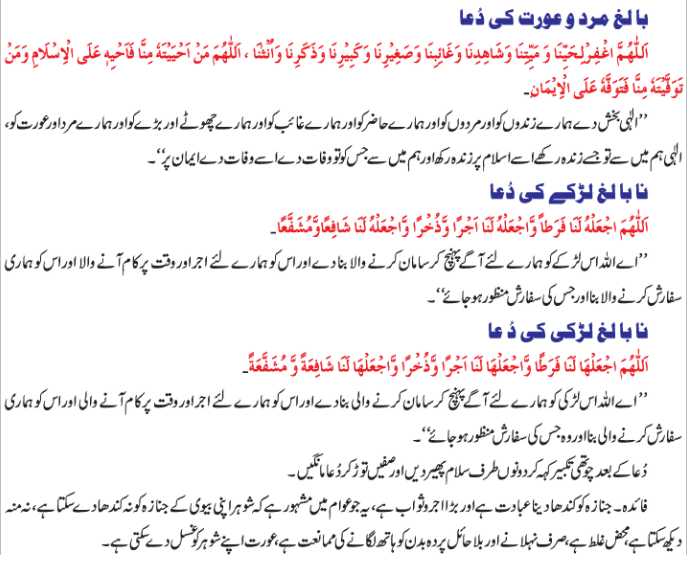 بالغ مرد و عورت کی دُعا
اَللّٰهُمَّ اغْفِرْلِحَیِّنَا وَ مَیِّتِنَا وَشَاهِدِنَا وَغَائِبِنَا وَصَغِیْرِنَا وَکَبِیْرِنَا وَذَکَرِنَا وَاُنْثٰنَا ، اَللّٰهُمَ مَنْ اَحْیَیْتَهٗ مِنَّا فَاَحْیِهٖ عَلَی الْاِسْلَامِ وَمَنْ
تَوَفَّیْتَهٗ مِنَّا فَتَوَفَّهٗ عَلَی الْاِیْمَانِ۔
’’الٰہی بخش دے ہمارے زندوں کو اور مردوں کو اور ہمارے حاضر کو اور ہمارے غائب کو اور ہمارے چھوٹے اور بڑے کو اور ہمارے مرد اور عورت کو،
الٰہی ہم میں سے تو جسے زندہ رکھے اسے اسلام پر زندہ رکھ اور ہم میں سے جس کو تو وفات دے اسے وفات دے ایمان پر‘‘۔
نابالغ لڑکے کی دُعا
اَللّٰهُمَ اجْعَلْهُ لَنَا فَرَطاً وَّاجْعَلْهُ لَنَا اَجْرًا وَّذُخْرًا وَّاجْعَلْهُ لَنَا شَافِعًا وَّمُشَفَّعًا۔
’’اے اللہ اس لڑکے کو ہمارے لئے آگے پہنچ کر سامان کرنے والا بنا دے اور اس کو ہمارے لئے اجر اور وقت پر کام آنے والا اور اس کو ہماری
سفارش کرنے والا بنا اور جس کی سفارش منظور ہو جائے‘‘۔
نابالغ لڑکی کی دُعا
اَللّٰهُمَ اجْعَلْهَا لَنَا فَرَطًا وَّاجْعَلْهَا لَنَا اَجْرًا وَّذُخْرًا وَّاجْعَلْهَا لَنَا شَافِعَةً وَّ مُشَفَّعَةً۔
’’اے اللہ اس لڑکی کو ہمارے لئے آگے پہنچ کر سامان کرنے والی بنا دے اور اس کو ہمارے لئے اجر اور وقت پر کام آنے والی اور اس کو ہماری
سفارش کرنے والی بنا اور وہ جس کی سفارش منظور ہو جائے‘‘۔
دُعا کے بعد چوتھی تکبیر کہہ کر دونوں طرف سلام پھیر دیں اور صفیں توڑ کر دُعا مانگیں۔
فائدہ۔ جنازہ کو کندھا دینا عبادت ہے اور بڑا اجر و ثواب ہے، یہ جو عوام میں مشہور ہے کہ شوہر اپنی بیوی کے جنازہ کو نہ کندھا دے سکتا ہے، نہ منہ
دیکھ سکتا ہے، محض غلط ہے، صرف نہلانے اور بلا حائل پردہ بدن کو ہاتھ لگانے کی ممانعت ہے، عورت اپنے شوہر کو غسل دے سکتی ہے۔